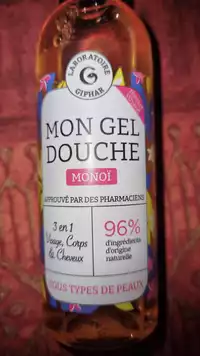 LABORATOIRE
GIPHAR
MON GEL
DOUCHE
MONOÏ
APPROUVÉ PAR DES PHARMACIENS
3 en 1
Visage, Corps
& Cheveux
96%
d'ingrédients
d'origine
naturelle
TOUS TYPES DE PEAUX